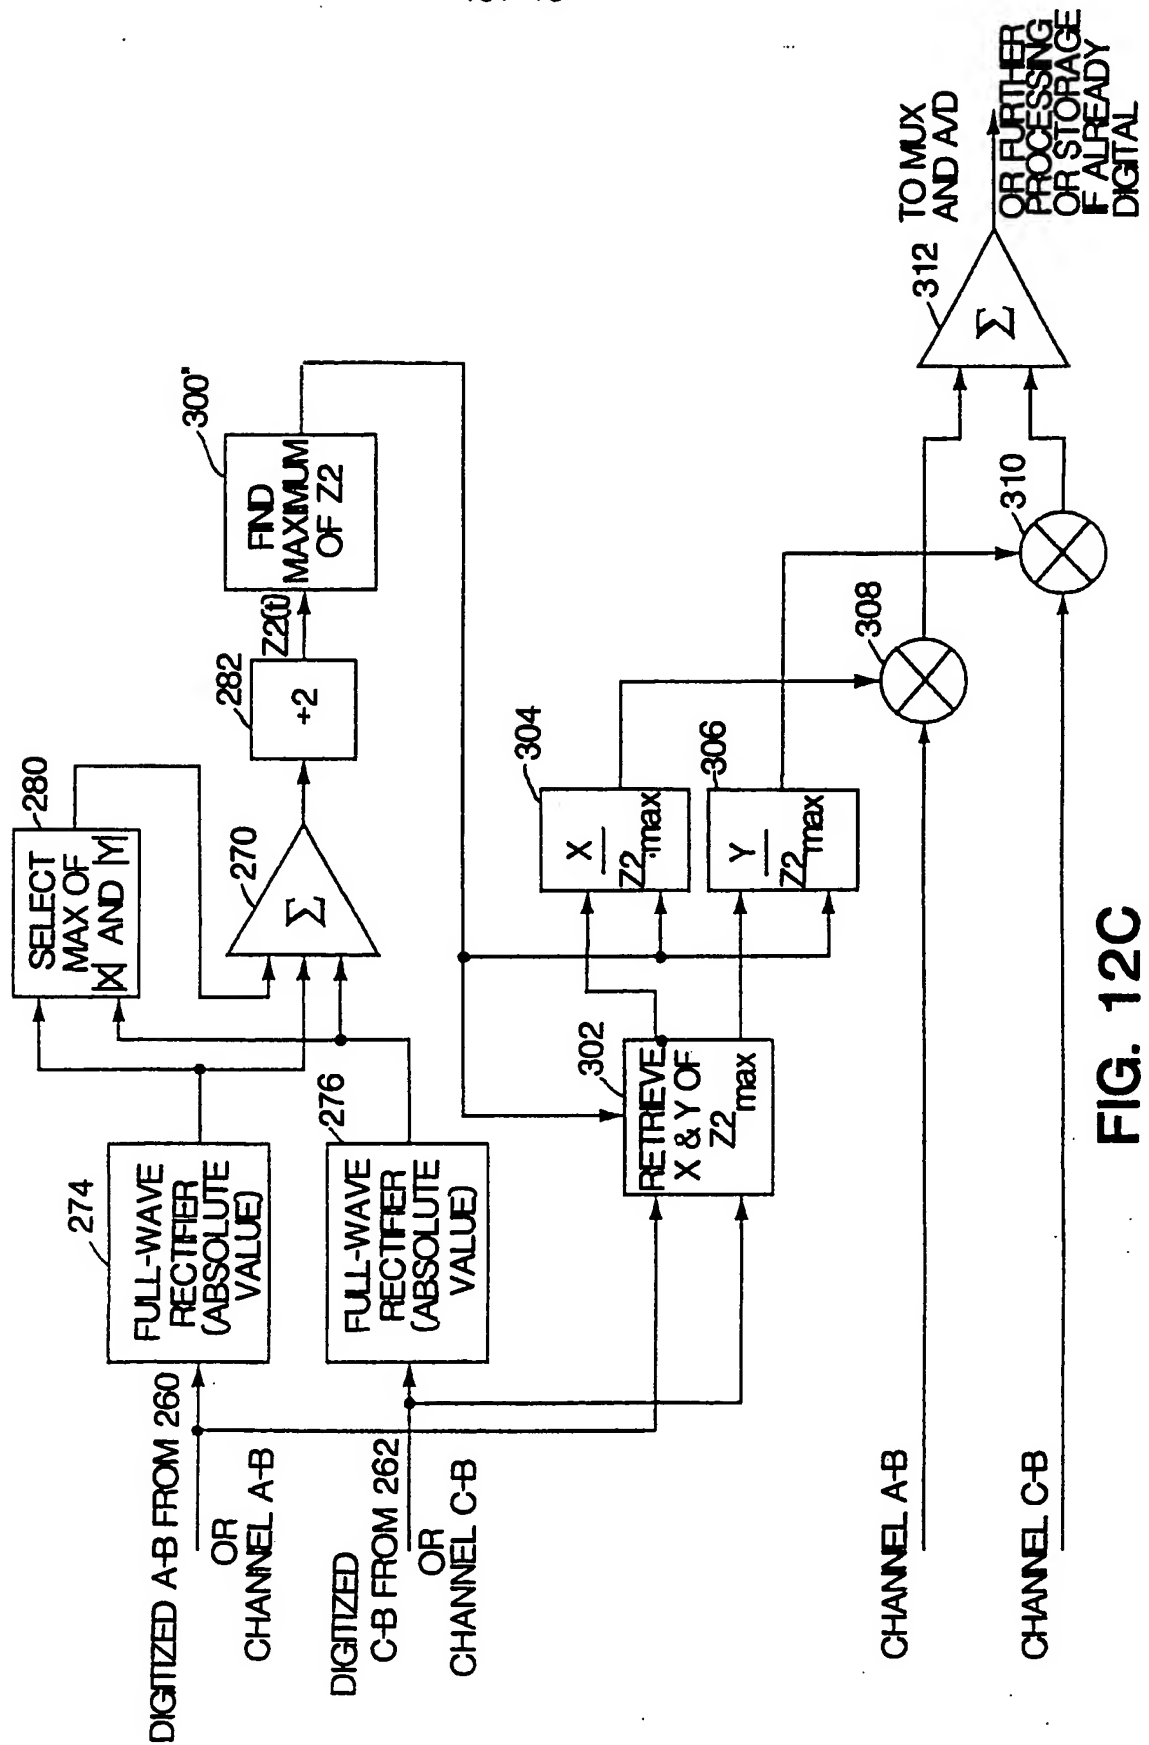 DIGITIZED A-B FROM 260
OR
CHANNEL A-B
274
FULL-WAVE
RECTIFIER
(ABSOLUTE
VALUE)
DIGITIZED
C-B FROM 262
OR
CHANNEL C-B
276
FULL-WAVE
RECTIFIER
(ABSOLUTE
VALUE)
280
SELECT
MAX OF
|X| AND |Y|
270
Σ
282
+2
Z2(t)
300"
FIND
MAXIMUM
OF Z2
302
RETRIEVE
X & Y OF
Z2max
304
X
Z2max
306
Y
Z2max
308
310
CHANNEL A-B
CHANNEL C-B
312
Σ
TO MUX
AND A/D
OR FURTHER
PROCESSING
OR STORAGE
IF ALREADY
DIGITAL
FIG. 12C